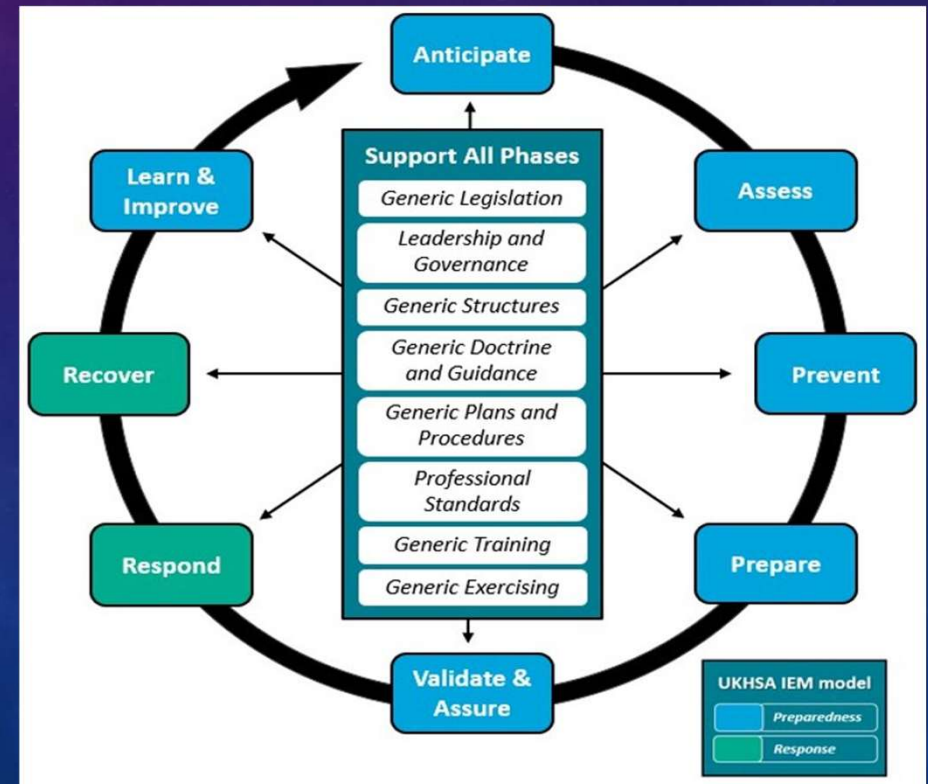 Anticipate
Assess
Prevent
Prepare
Validate &
Assure
Respond
Recover
Learn &
Improve
Support All Phases
Generic Legislation
Leadership and
Governance
Generic Structures
Generic Doctrine
and Guidance
Generic Plans and
Procedures
Professional
Standards
Generic Training
Generic Exercising
UKHSA IEM model
Preparedness
Response